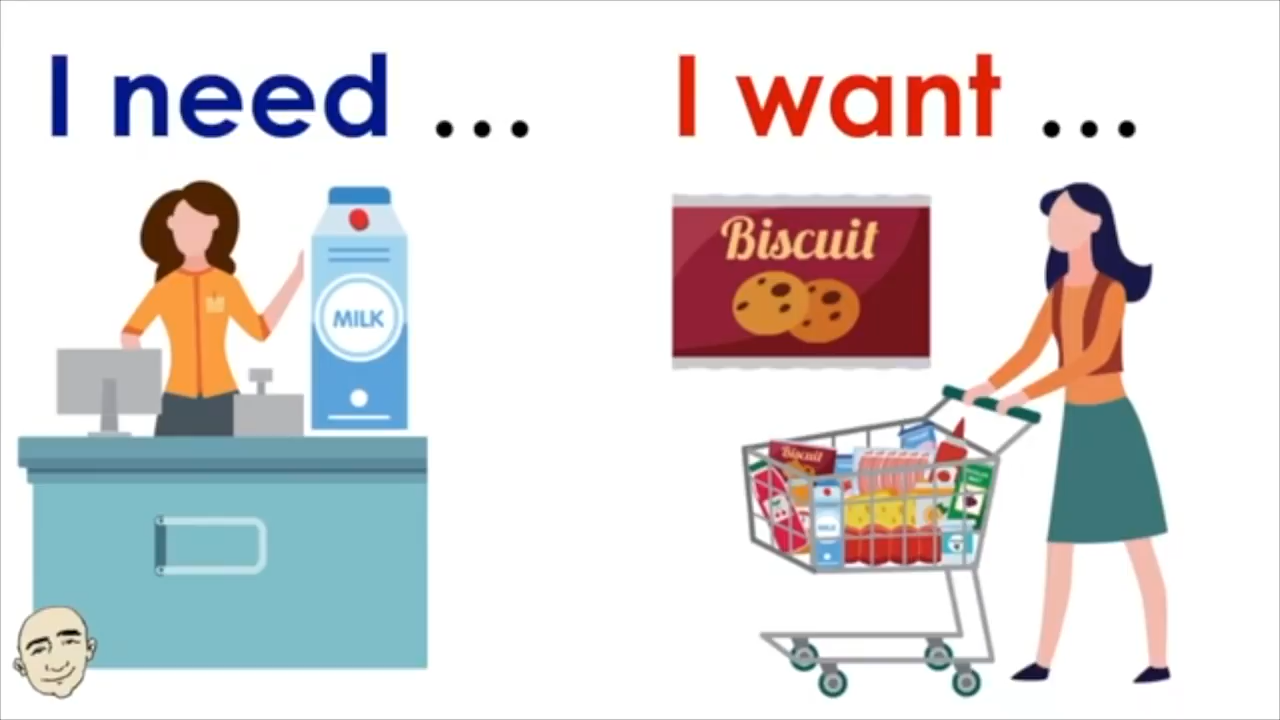 I need ...
I want ...
MILK
Biscuit
Biscuit
MILK